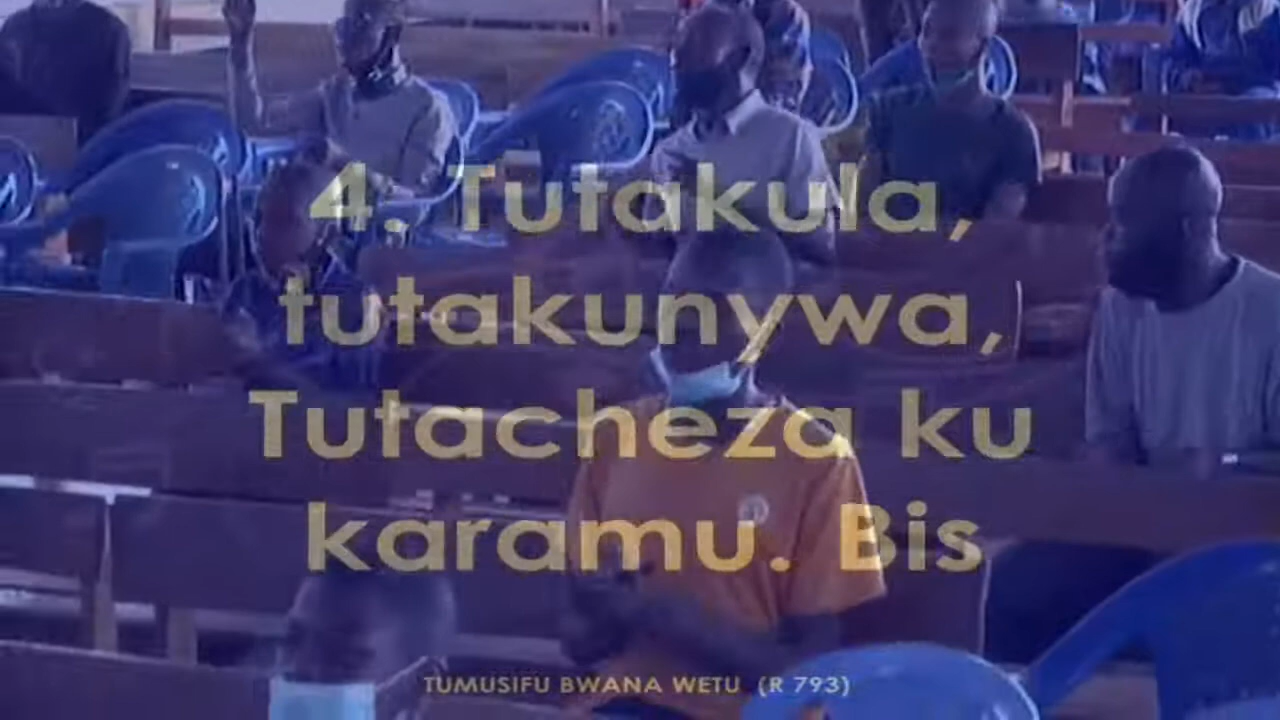 4. Tutakula,
tutakunywa,
Tutacheza ku
karamu. Bis
TUMUSIFU BWANA WETU (R 793)